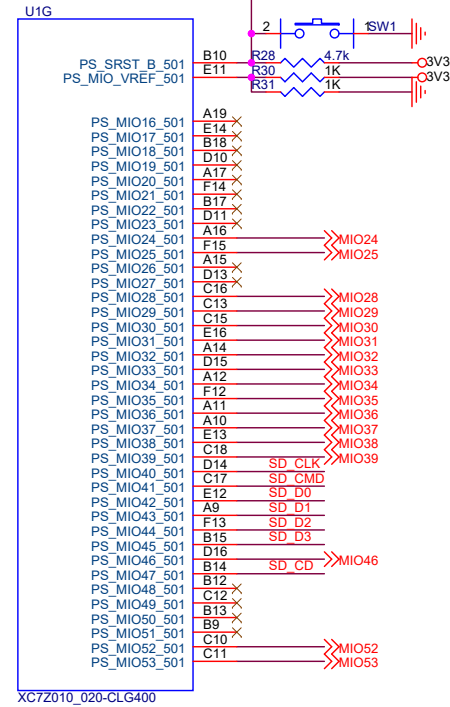 U1G
2
1
SW1
PS_SRST_B_501 B10 R28 4.7k 3V3
PS_MIO_VREF_501 E11 R30 1K 3V3
R31 1K
PS_MIO16_501 A19
PS_MIO17_501 E14
PS_MIO18_501 B18
PS_MIO19_501 D10
PS_MIO20_501 A17
PS_MIO21_501 F14
PS_MIO22_501 B17
PS_MIO23_501 D11
PS_MIO24_501 A16 MIO24
PS_MIO25_501 F15 MIO25
PS_MIO26_501 A15
PS_MIO27_501 D13
PS_MIO28_501 C16 MIO28
PS_MIO29_501 C13 MIO29
PS_MIO30_501 C15 MIO30
PS_MIO31_501 E16 MIO31
PS_MIO32_501 A14 MIO32
PS_MIO33_501 D15 MIO33
PS_MIO34_501 A12 MIO34
PS_MIO35_501 F12 MIO35
PS_MIO36_501 A11 MIO36
PS_MIO37_501 A10 MIO37
PS_MIO38_501 E13 MIO38
PS_MIO39_501 C18 MIO39
PS_MIO40_501 D14 SD_CLK
PS_MIO41_501 C17 SD_CMD
PS_MIO42_501 E12 SD_D0
PS_MIO43_501 A9 SD_D1
PS_MIO44_501 F13 SD_D2
PS_MIO45_501 B15 SD_D3
PS_MIO46_501 D16 MIO46
PS_MIO47_501 B14 SD_CD
PS_MIO48_501 B12
PS_MIO49_501 C12
PS_MIO50_501 B13
PS_MIO51_501 B9
PS_MIO52_501 C10 MIO52
PS_MIO53_501 C11 MIO53
XC7Z010_020-CLG400